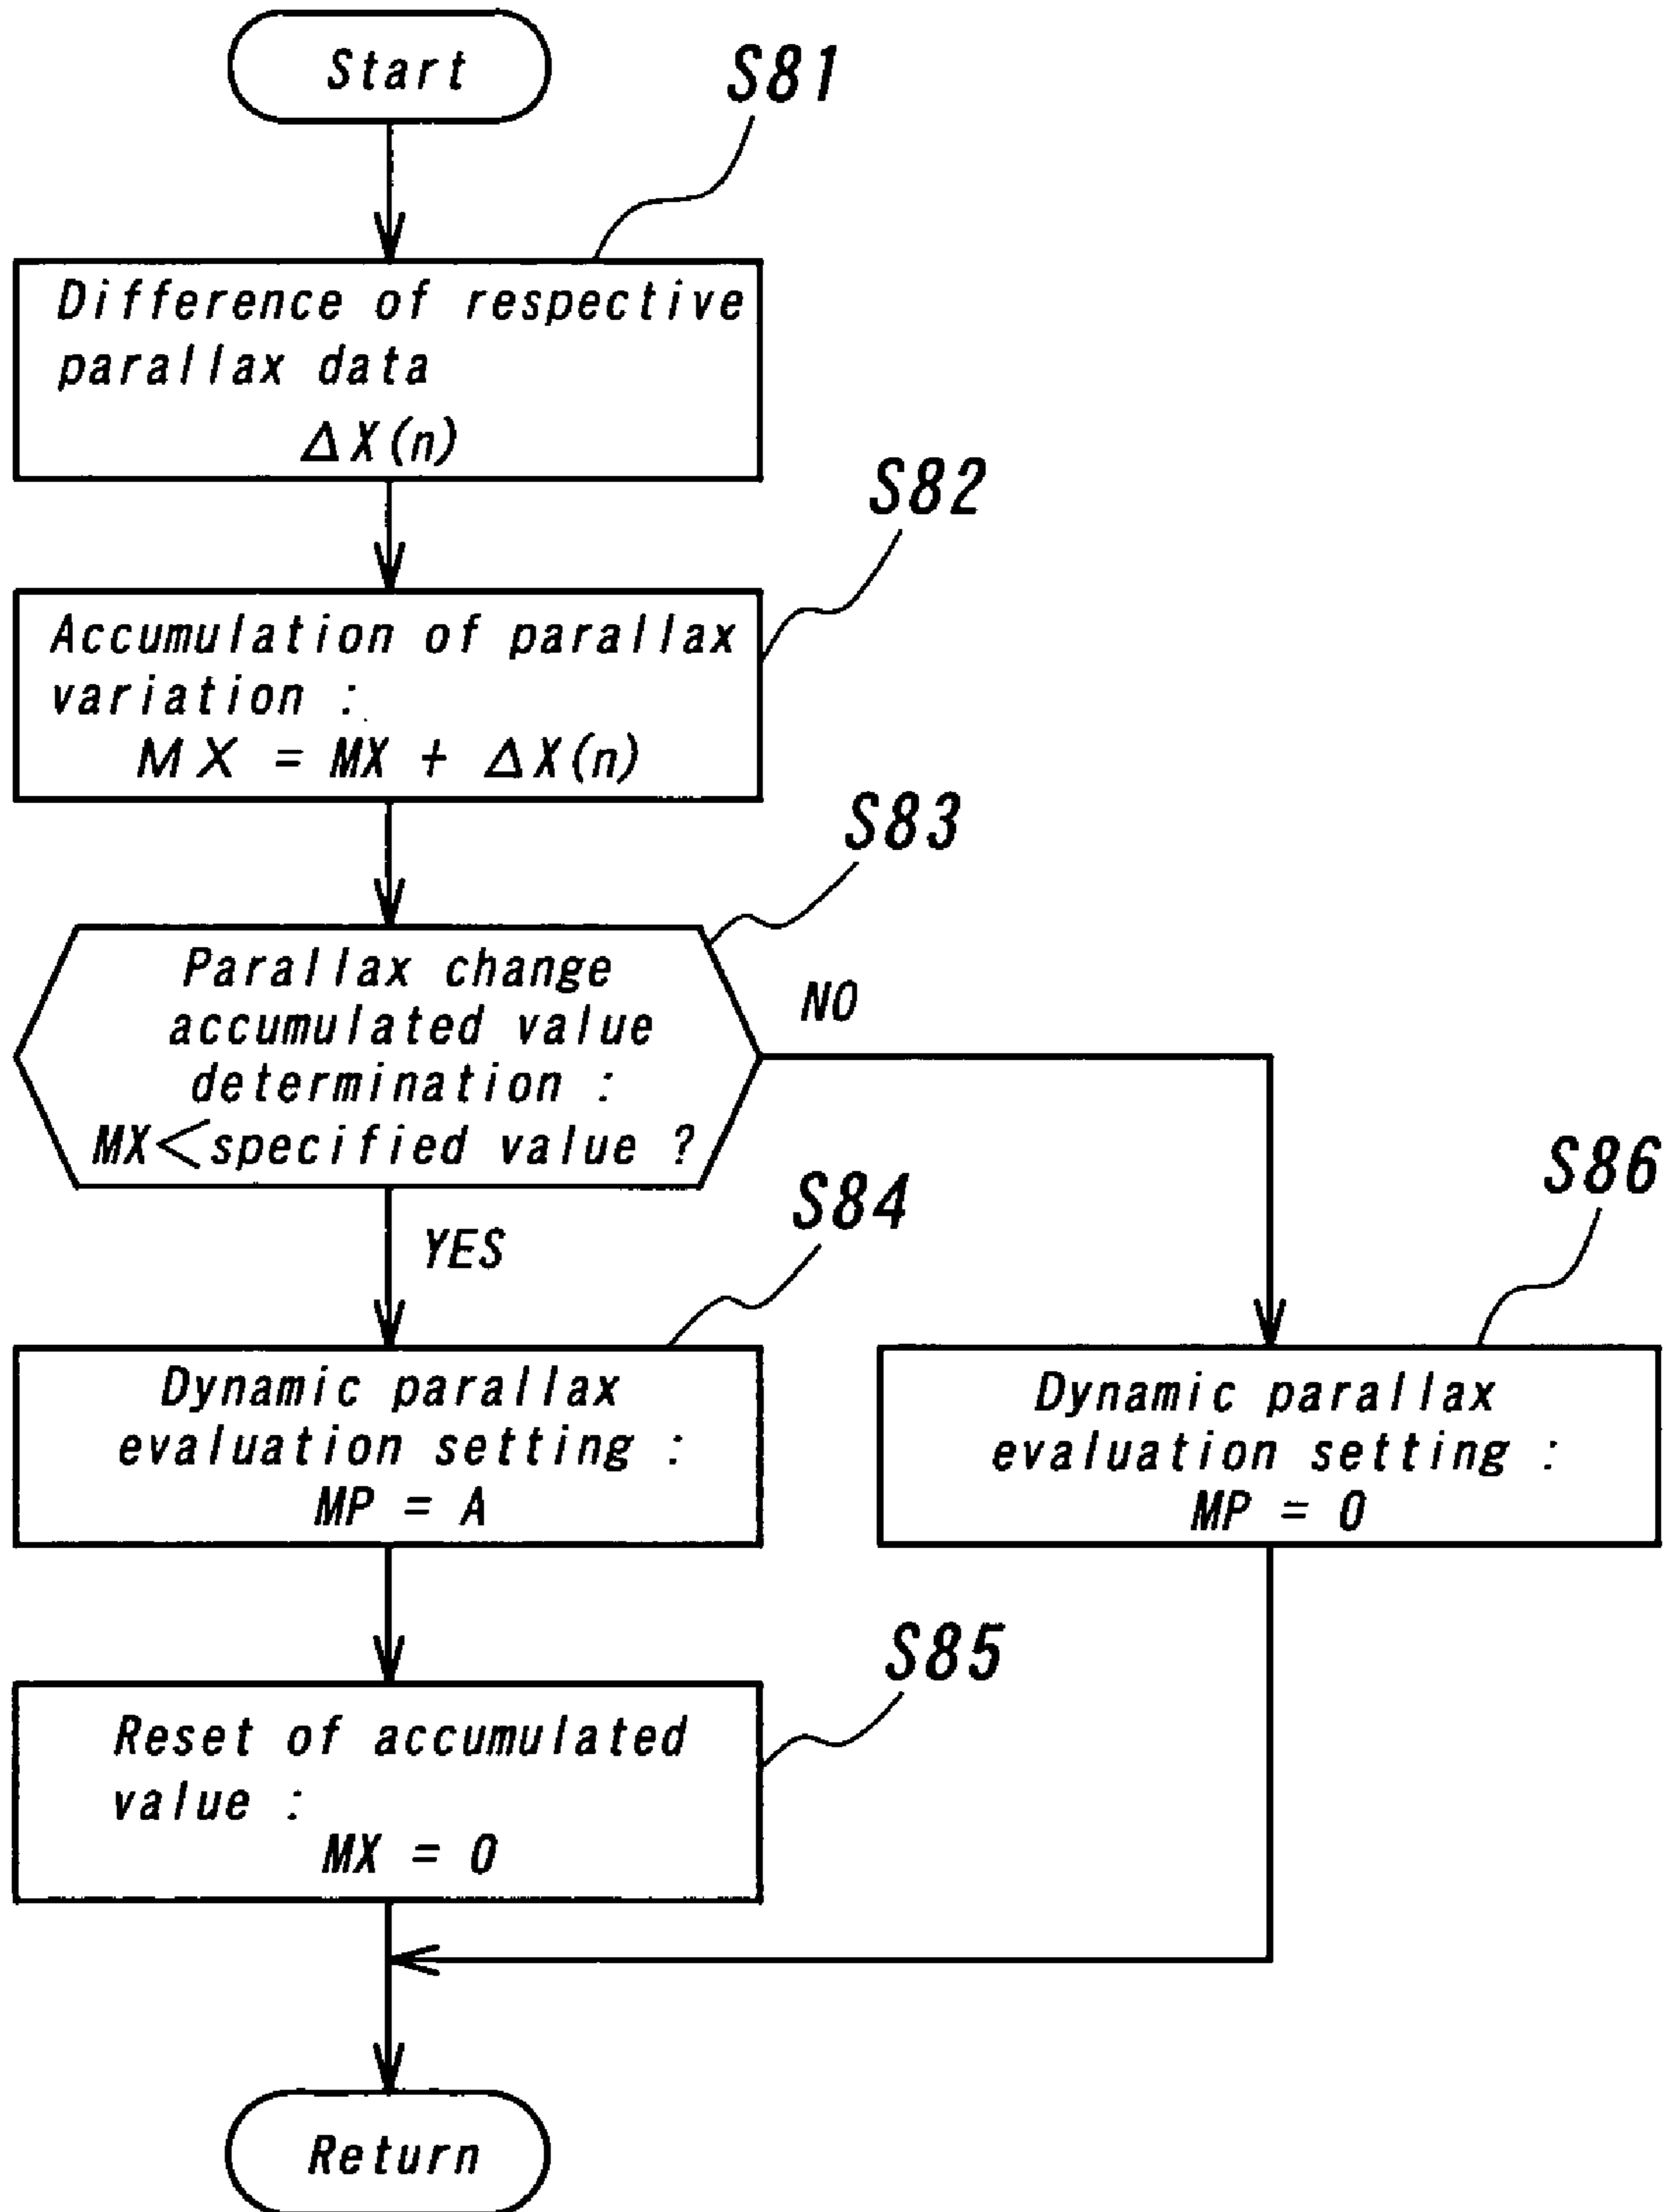 Start
S81
Difference of respective
parallax data
ΔX(n)
S82
Accumulation of parallax
variation :
MX = MX + ΔX(n)
S83
Parallax change
accumulated value
determination :
MX<specified value ?
NO
YES
S84
Dynamic parallax
evaluation setting :
MP = A
S86
Dynamic parallax
evaluation setting :
MP = 0
S85
Reset of accumulated
value :
MX = 0
Return